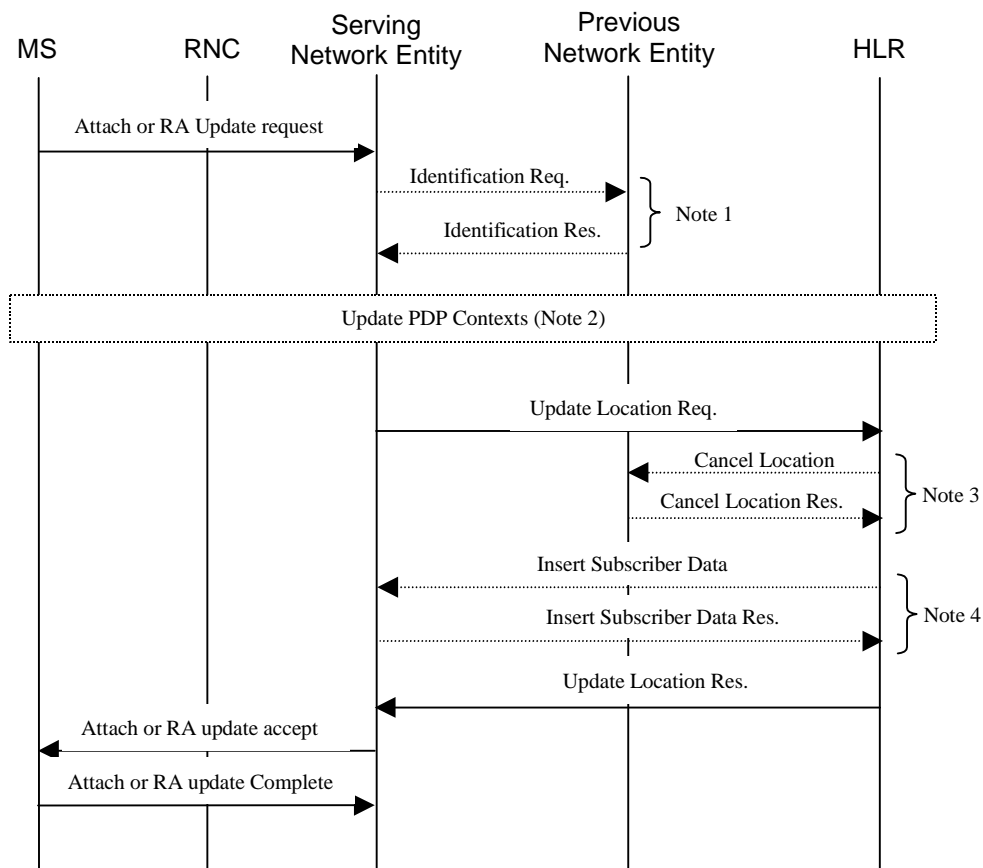 MS
RNC
Serving
Network Entity
Previous
Network Entity
HLR
Attach or RA Update request
Identification Req.
Note 1
Identification Res.
Update PDP Contexts (Note 2)
Update Location Req.
Cancel Location
Note 3
Cancel Location Res.
Insert Subscriber Data
Note 4
Insert Subscriber Data Res.
Update Location Res.
Attach or RA update accept
Attach or RA update Complete